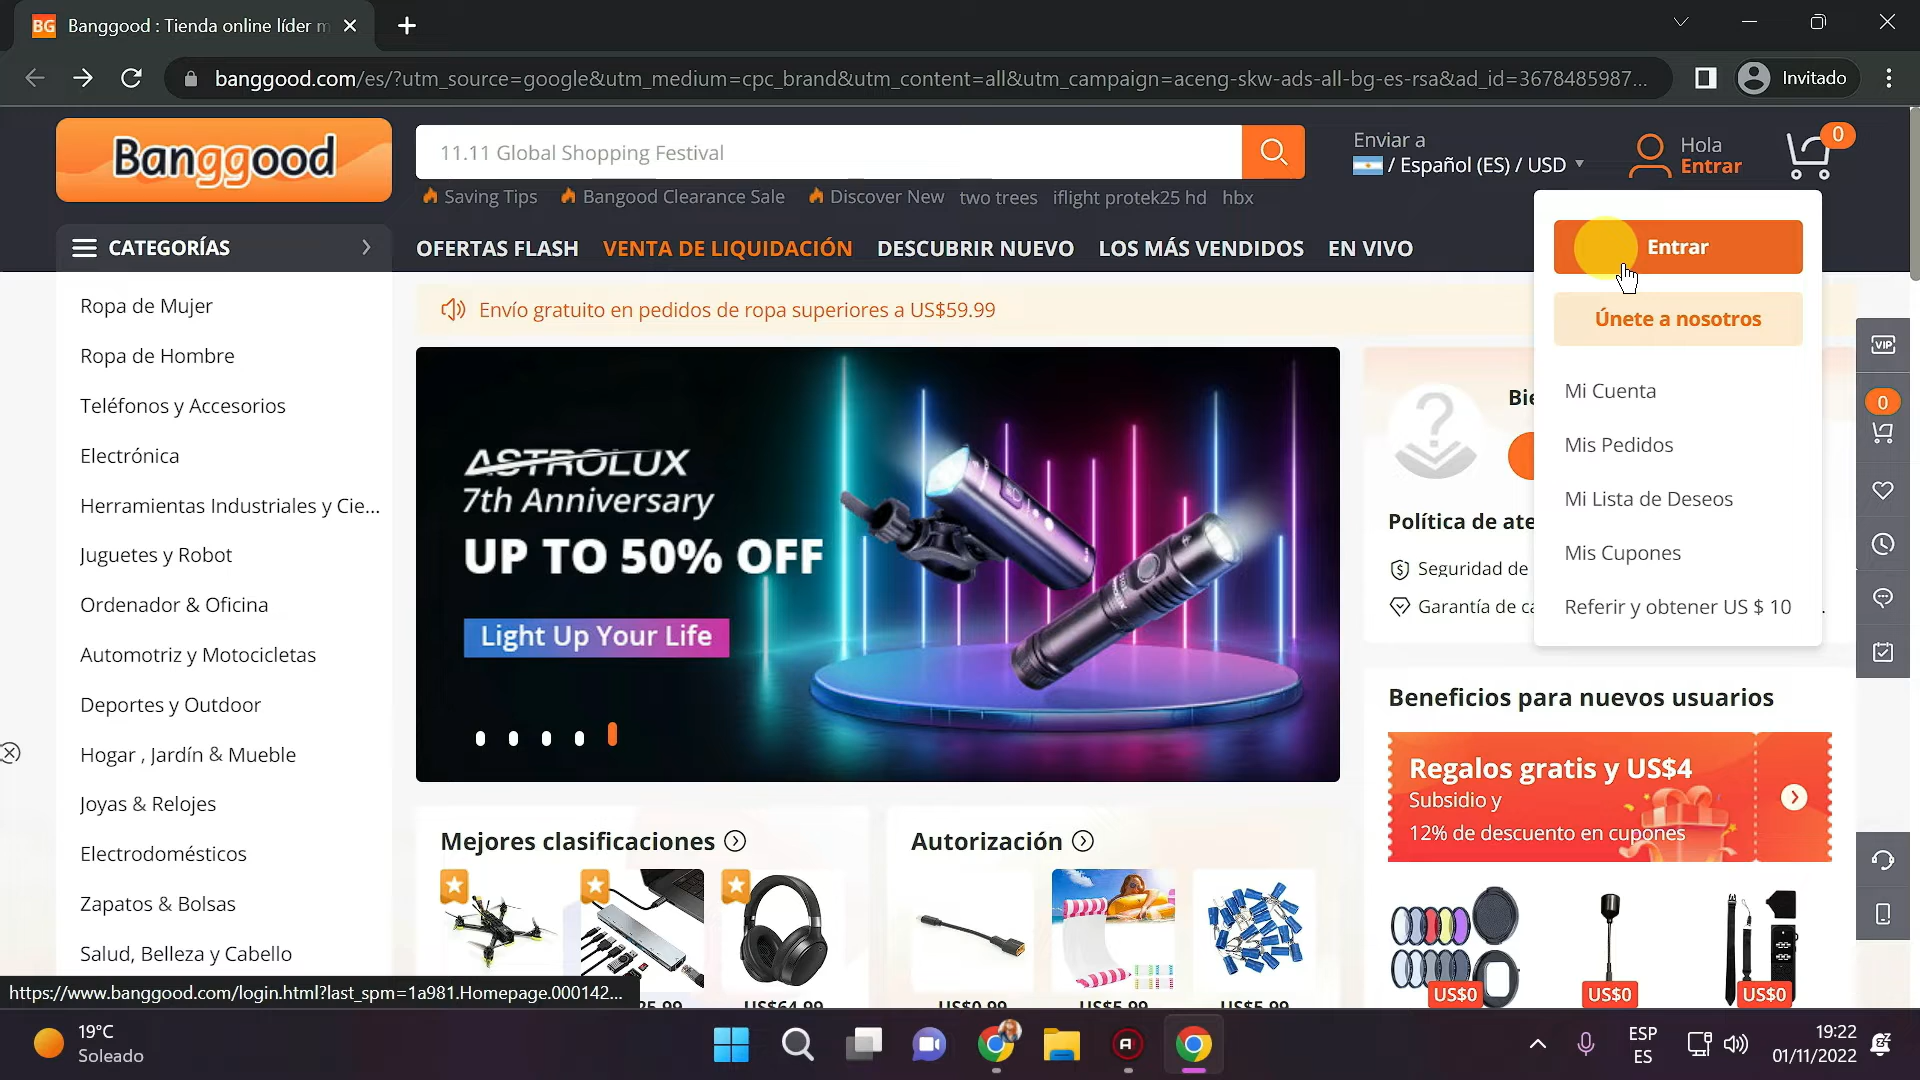 BG Banggood : Tienda online líder m
banggood.com/es/?utm_source=google&utm_medium=cpc_brand&utm_content=all&utm_campaign=aceng-skw-ads-all-bg-es-rsa&ad_id=3678485987...
Invitado
Banggood
11.11 Global Shopping Festival
Enviar a
/ Español (ES) / USD
Hola
Entrar
0
Saving Tips Bangood Clearance Sale Discover New two trees iflight protek25 hd hbx
CATEGORÍAS
OFERTAS FLASH VENTA DE LIQUIDACIÓN DESCUBRIR NUEVO LOS MÁS VENDIDOS EN VIVO
Entrar
Únete a nosotros
Mi Cuenta
Mis Pedidos
Mi Lista de Deseos
Mis Cupones
Referir y obtener US $ 10
Ropa de Mujer
Ropa de Hombre
Teléfonos y Accesorios
Electrónica
Herramientas Industriales y Cie...
Juguetes y Robot
Ordenador & Oficina
Automotriz y Motocicletas
Deportes y Outdoor
Hogar , Jardín & Mueble
Joyas & Relojes
Electrodomésticos
Zapatos & Bolsas
Salud, Belleza y Cabello
Envío gratuito en pedidos de ropa superiores a US$59.99
ASTROLUX
7th Anniversary
UP TO 50% OFF
Light Up Your Life
Bie
Política de ate
Seguridad de
Garantía de ca
VIP
0
Beneficios para nuevos usuarios
Regalos gratis y US$4
Subsidio y
12% de descuento en cupones
US$0 US$0 US$0
Mejores clasificaciones
Autorización
25.99 US$64.99 US$0.99 US$5.99 US$5.99
https://www.banggood.com/login.html?last_spm=1a981.Homepage.000142...
19°C
Soleado
ESP
ES
19:22
01/11/2022